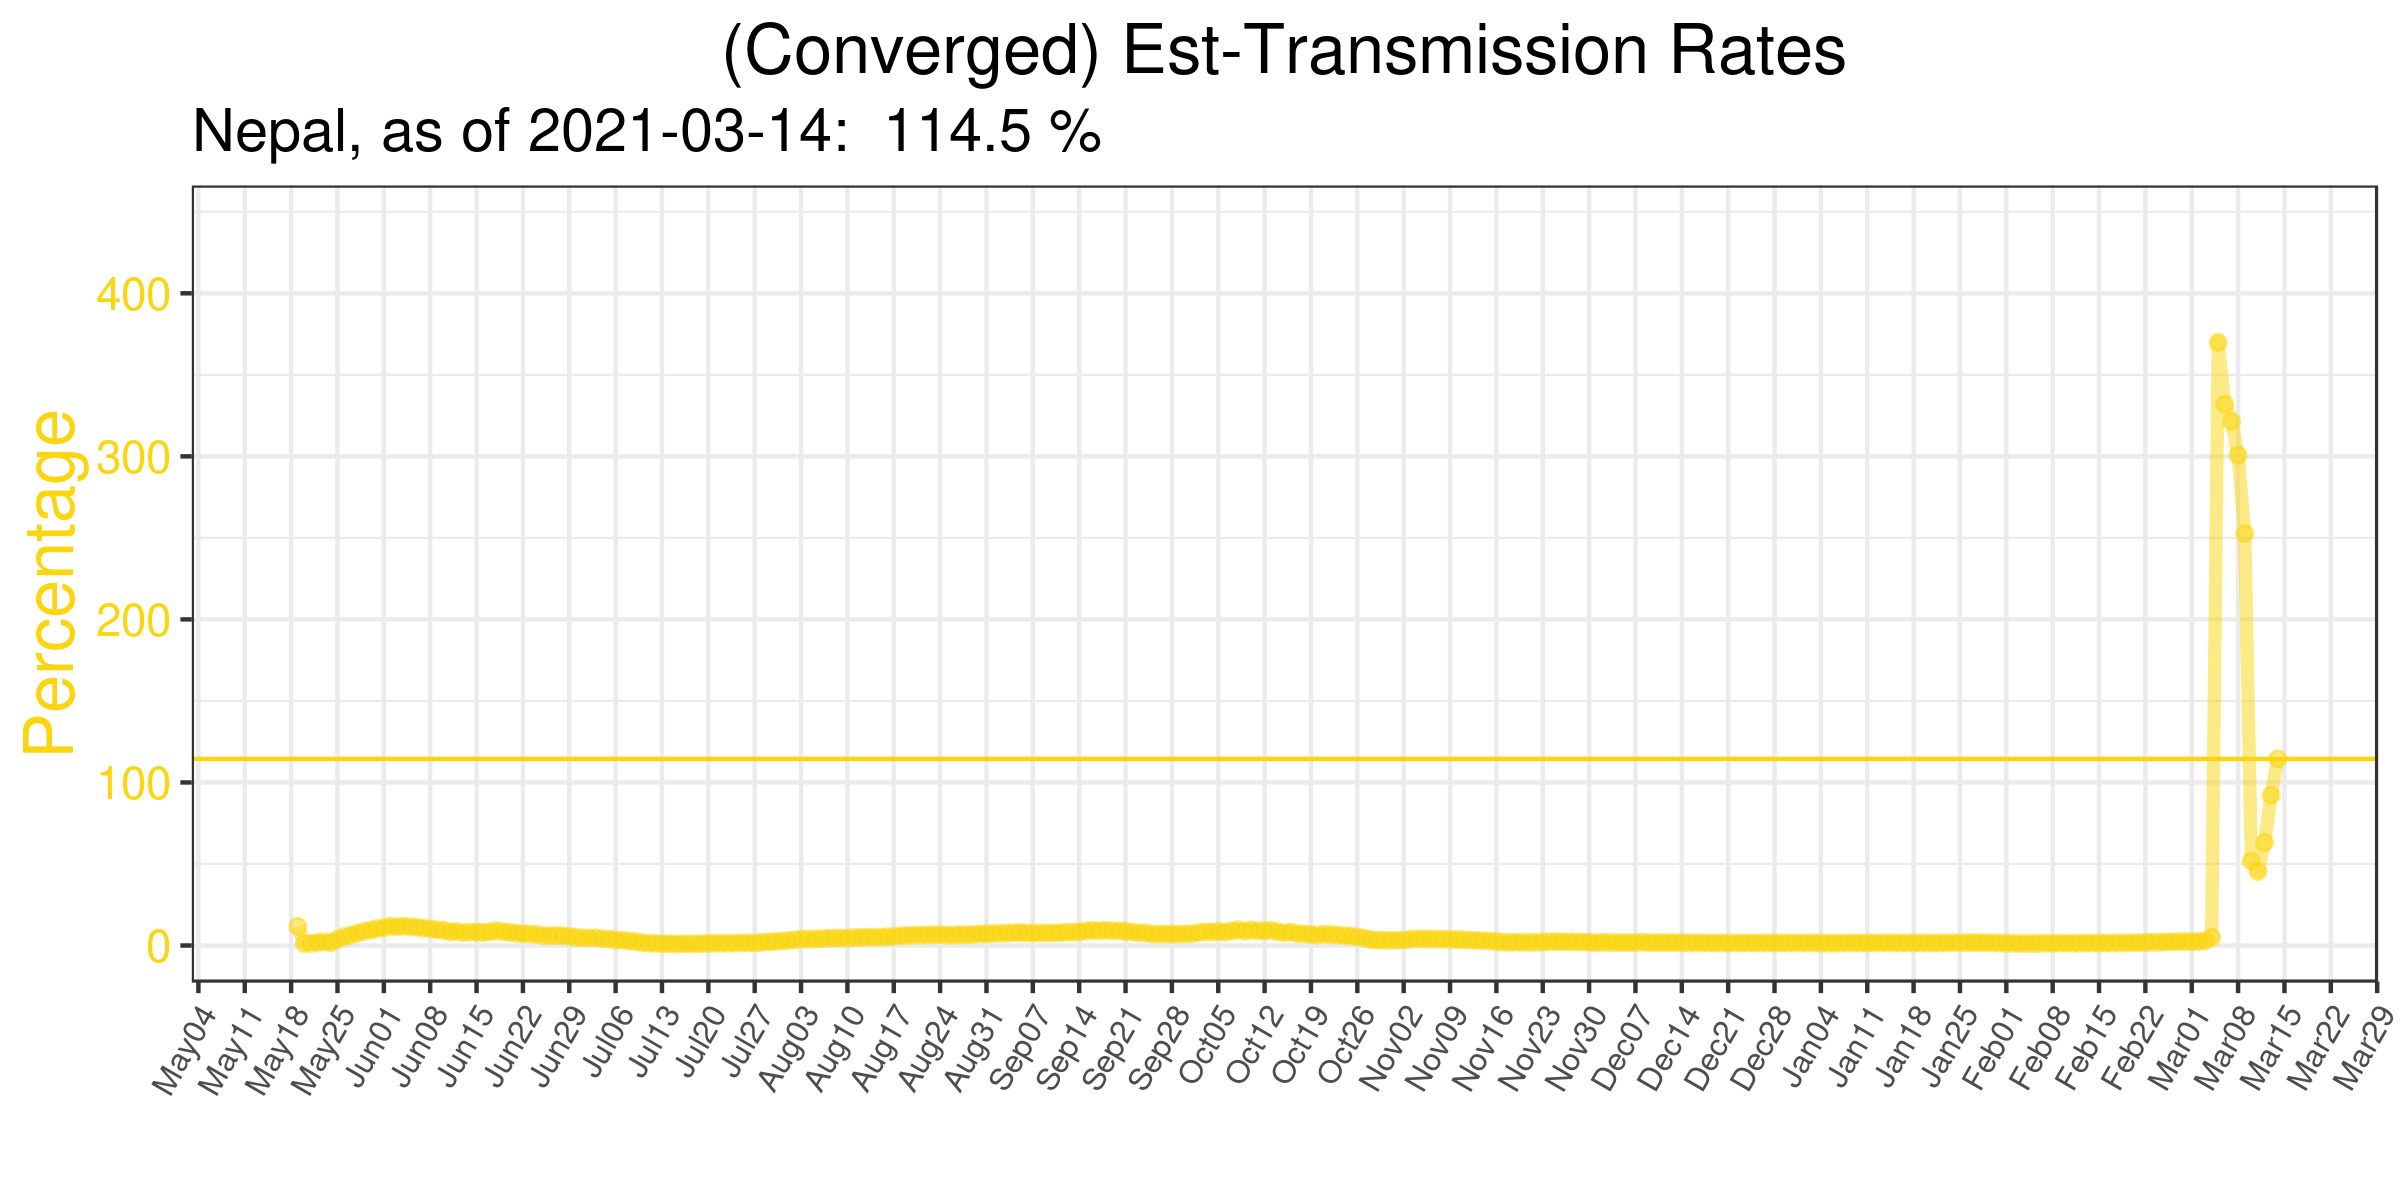 (Converged) Est-Transmission Rates
Nepal, as of 2021-03-14:  114.5 %
Percentage
400
300
200
100
0
May04 May11 May18 May25 Jun01 Jun08 Jun15 Jun22 Jun29 Jul06 Jul13 Jul20 Jul27 Aug03 Aug10 Aug17 Aug24 Aug31 Sep07 Sep14 Sep21 Sep28 Oct05 Oct12 Oct19 Oct26 Nov02 Nov09 Nov16 Nov23 Nov30 Dec07 Dec14 Dec21 Dec28 Jan04 Jan11 Jan18 Jan25 Feb01 Feb08 Feb15 Feb22 Mar01 Mar08 Mar15 Mar22 Mar29